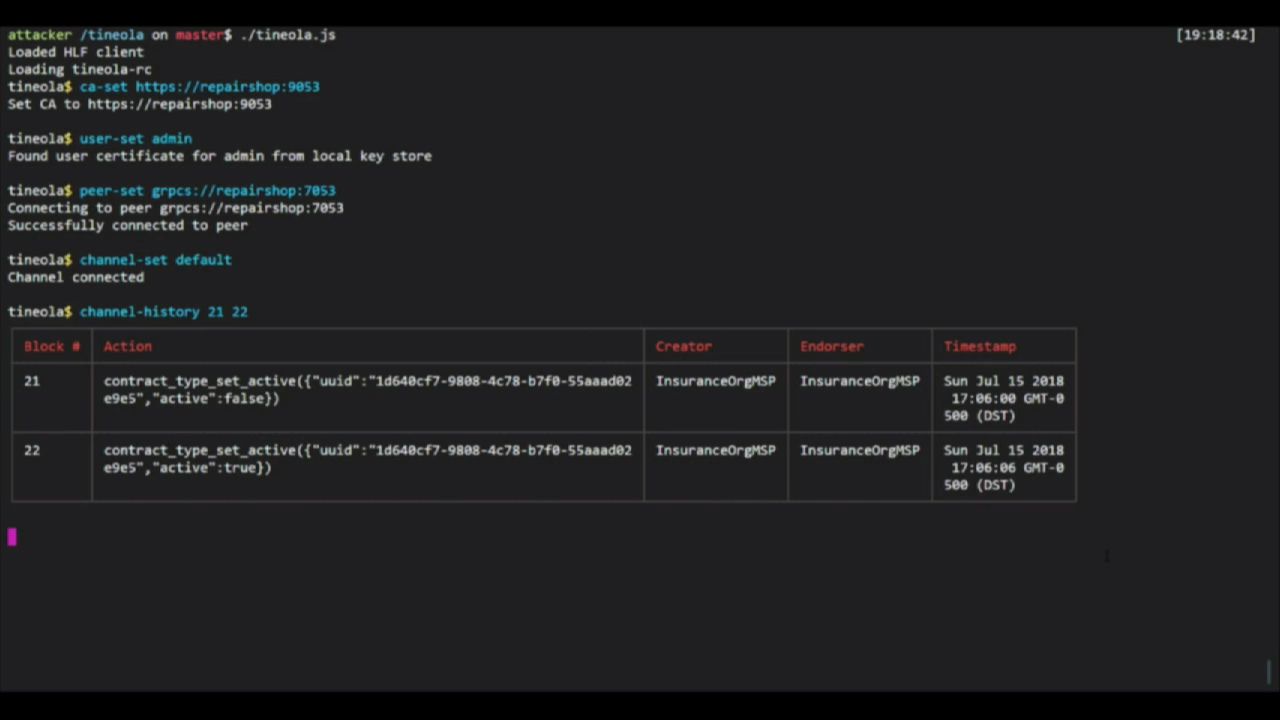 attacker /tineola on master$ ./tineola.js [19:18:42]
Loaded HLF client
Loading tineola-rc
tineola$ ca-set https://repairshop:9053
Set CA to https://repairshop:9053
tineola$ user-set admin
Found user certificate for admin from local key store
tineola$ peer-set grpcs://repairshop:7053
Connecting to peer grpcs://repairshop:7053
Successfully connected to peer
tineola$ channel-set default
Channel connected
tineola$ channel-history 21 22
Block # Action Creator Endorser Timestamp
21 contract_type_set_active({"uuid":"1d640cf7-9808-4c78-b7f0-55aaad02 InsuranceOrgMSP InsuranceOrgMSP Sun Jul 15 2018
e9e5","active":false}) 17:06:00 GMT-0
500 (DST)
22 contract_type_set_active({"uuid":"1d640cf7-9808-4c78-b7f0-55aaad02 InsuranceOrgMSP InsuranceOrgMSP Sun Jul 15 2018
e9e5","active":true}) 17:06:06 GMT-0
500 (DST)